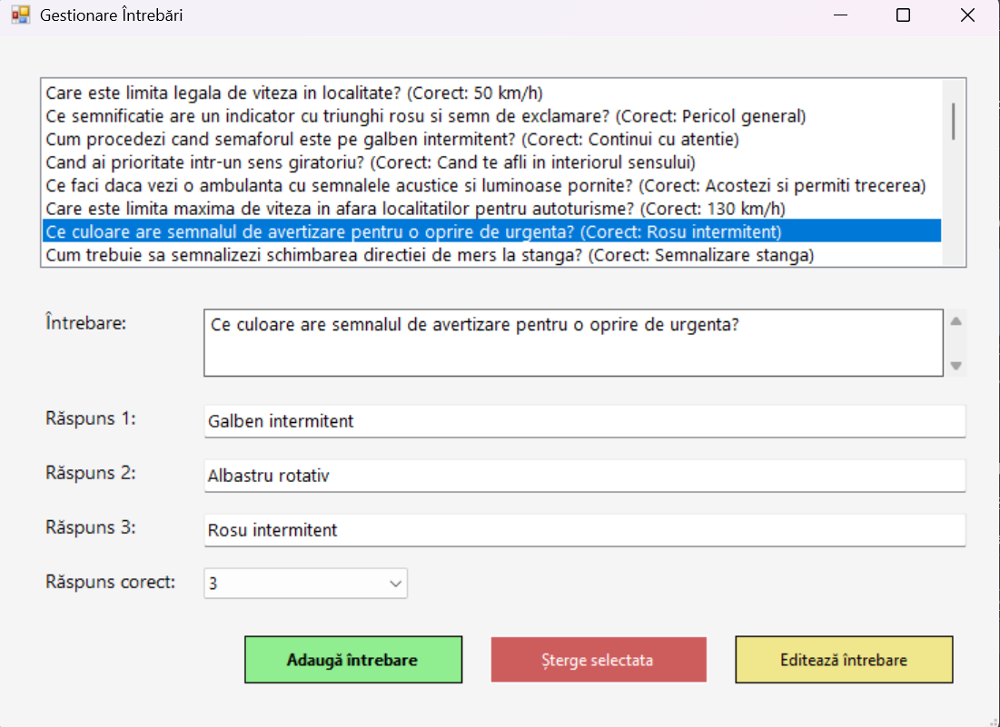 Gestionare Întrebări
Care este limita legala de viteza in localitate? (Corect: 50 km/h)
Ce semnificatie are un indicator cu triunghi rosu si semn de exclamare? (Corect: Pericol general)
Cum procedezi cand semaforul este pe galben intermitent? (Corect: Continui cu atentie)
Cand ai prioritate intr-un sens giratoriu? (Corect: Cand te afli in interiorul sensului)
Ce faci daca vezi o ambulanta cu semnalele acustice si luminoase pornite? (Corect: Acostezi si permiti trecerea)
Care este limita maxima de viteza in afara localitatilor pentru autoturisme? (Corect: 130 km/h)
Ce culoare are semnalul de avertizare pentru o oprire de urgenta? (Corect: Rosu intermitent)
Cum trebuie sa semnalizezi schimbarea directiei de mers la stanga? (Corect: Semnalizare stanga)
Întrebare: Ce culoare are semnalul de avertizare pentru o oprire de urgenta?
Răspuns 1: Galben intermitent
Răspuns 2: Albastru rotativ
Răspuns 3: Rosu intermitent
Răspuns corect: 3
Adaugă întrebare Șterge selectata Editează întrebare